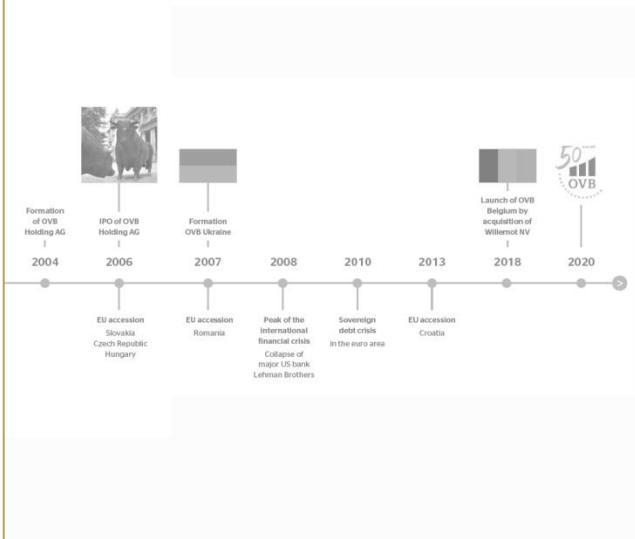 Formation
of OVB
Holding AG
IPO of OVB
Holding AG
Formation
OVB Ukraine
Launch of OVB
Belgium by
acquisition of
Willemot NV
50
OVB
2004
2006
2007
2008
2010
2013
2018
2020
EU accession
Slovakia
Czech Republic
Hungary
EU accession
Romania
Peak of the
international
financial crisis
Collapse of
major US bank
Lehman Brothers
Sovereign
debt crisis
in the euro area
EU accession
Croatia